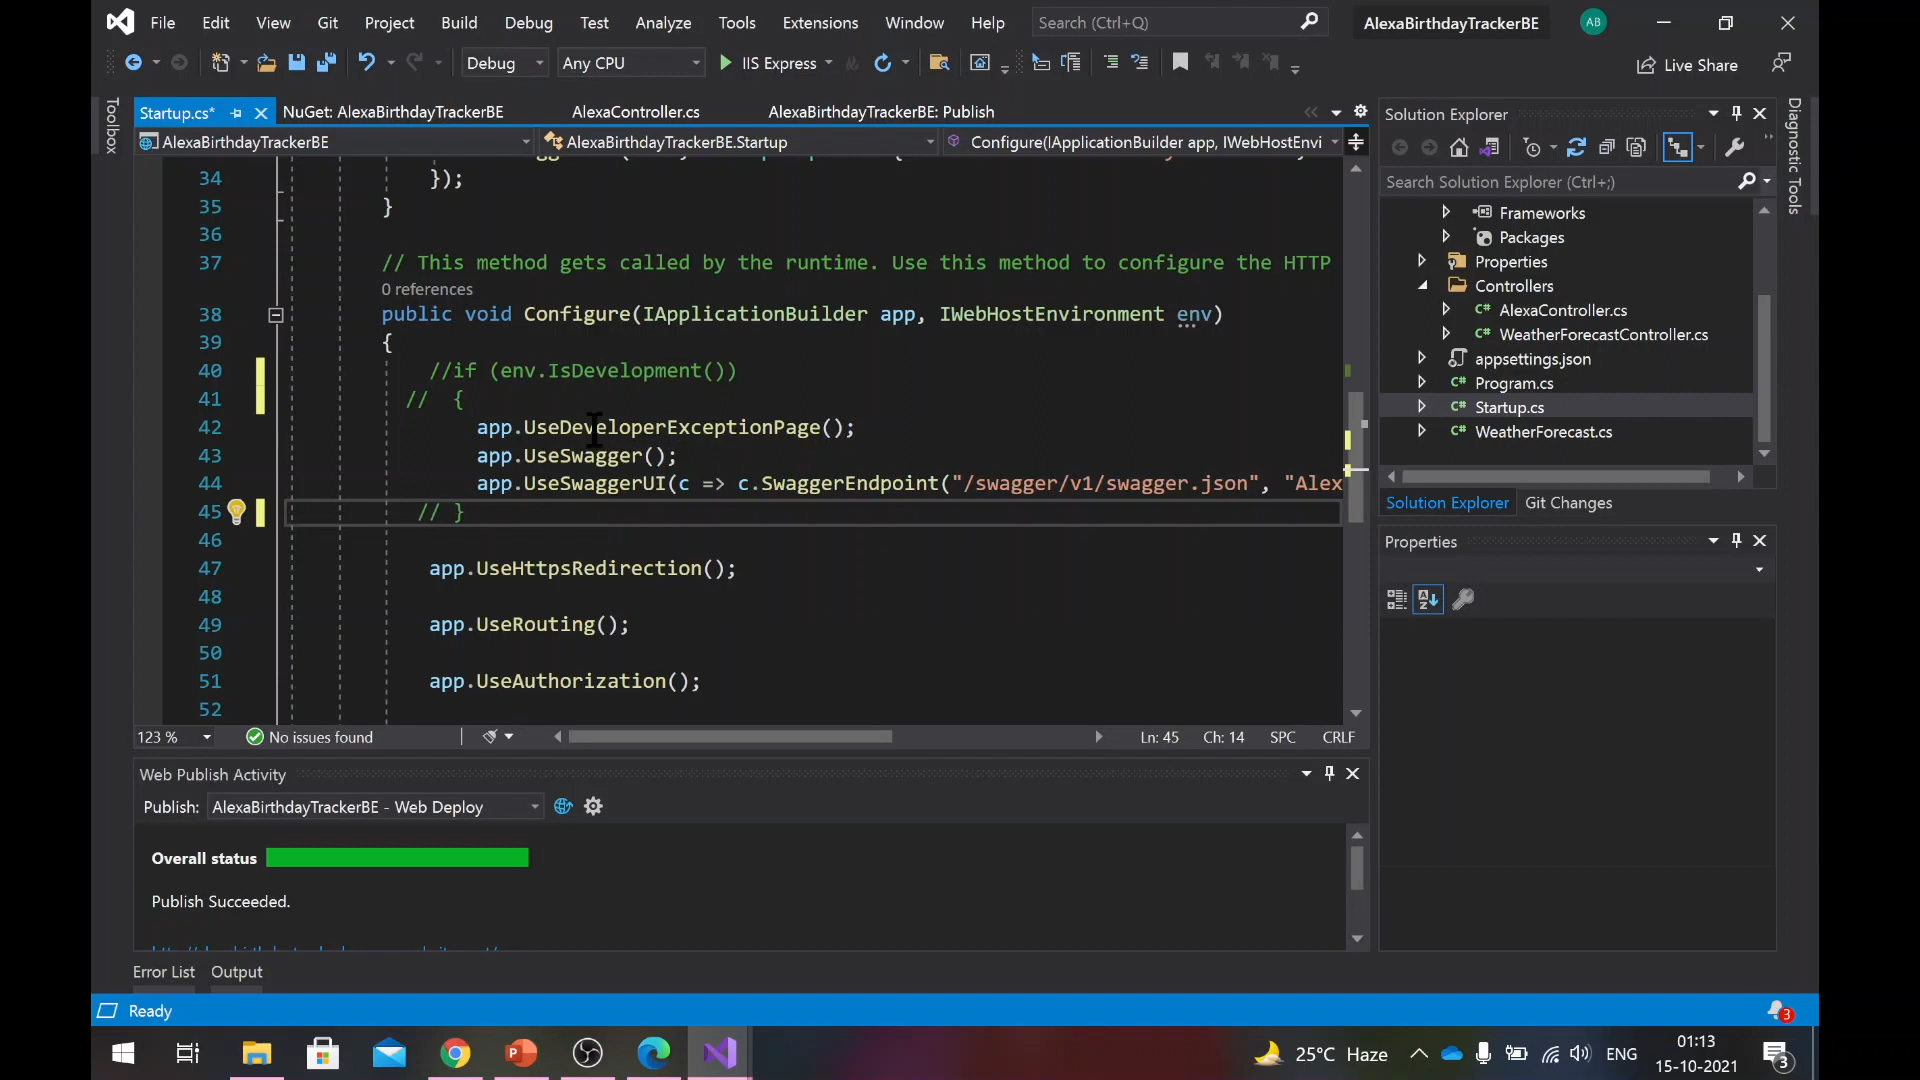 File Edit View Git Project Build Debug Test Analyze Tools Extensions Window Help Search (Ctrl+Q) AlexaBirthdayTrackerBE AB
Debug Any CPU IIS Express Live Share
Toolbox
Startup.cs* NuGet: AlexaBirthdayTrackerBE AlexaController.cs AlexaBirthdayTrackerBE: Publish
AlexaBirthdayTrackerBE AlexaBirthdayTrackerBE.Startup Configure(IApplicationBuilder app, IWebHostEnvi
34 });
35 }
36
37 // This method gets called by the runtime. Use this method to configure the HTTP
0 references
38 public void Configure(IApplicationBuilder app, IWebHostEnvironment env)
39 {
40 //if (env.IsDevelopment())
41 // {
42 app.UseDeveloperExceptionPage();
43 app.UseSwagger();
44 app.UseSwaggerUI(c => c.SwaggerEndpoint("/swagger/v1/swagger.json", "Alex
45 // }
46
47 app.UseHttpsRedirection();
48
49 app.UseRouting();
50
51 app.UseAuthorization();
52
123 % No issues found Ln: 45 Ch: 14 SPC CRLF
Web Publish Activity
Publish: AlexaBirthdayTrackerBE - Web Deploy
Overall status
Publish Succeeded.
Error List Output
Solution Explorer
Search Solution Explorer (Ctrl+;)
Frameworks
Packages
Properties
Controllers
C# AlexaController.cs
C# WeatherForecastController.cs
appsettings.json
C# Program.cs
C# Startup.cs
C# WeatherForecast.cs
Solution Explorer Git Changes
Properties
Diagnostic Tools
Ready 3
25°C Haze ENG 01:13
15-10-2021 3